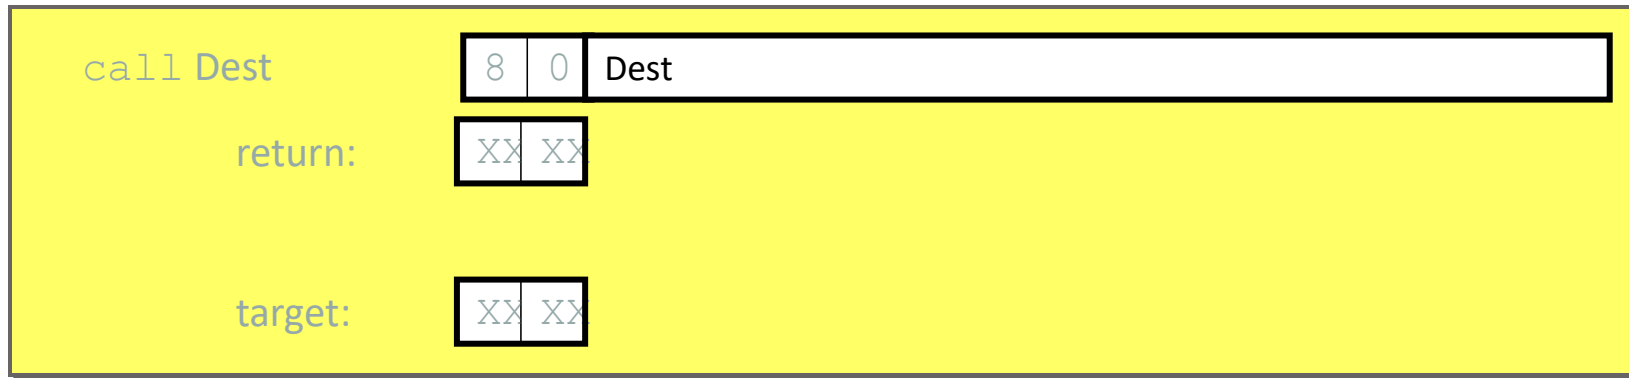 call Dest 8 0 Dest
return: XX XX
target: XX XX